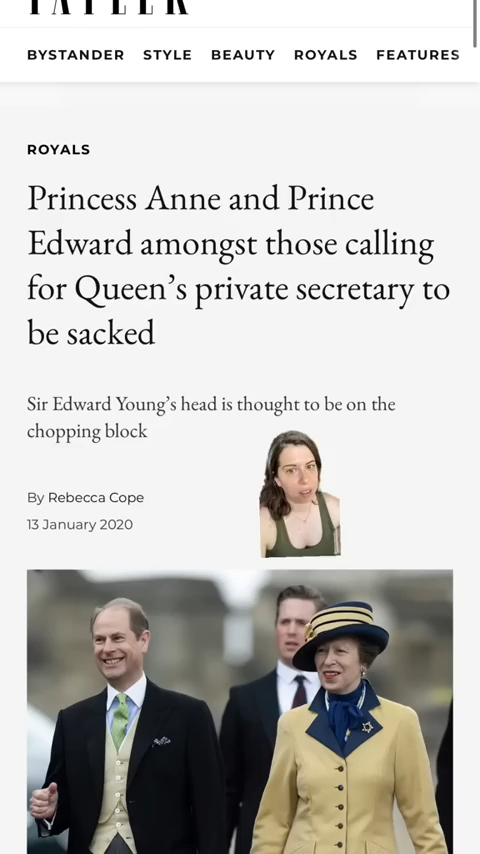 TATLER
BYSTANDER STYLE BEAUTY ROYALS FEATURES
ROYALS
Princess Anne and Prince
Edward amongst those calling
for Queen’s private secretary to
be sacked
Sir Edward Young’s head is thought to be on the
chopping block
By Rebecca Cope
13 January 2020